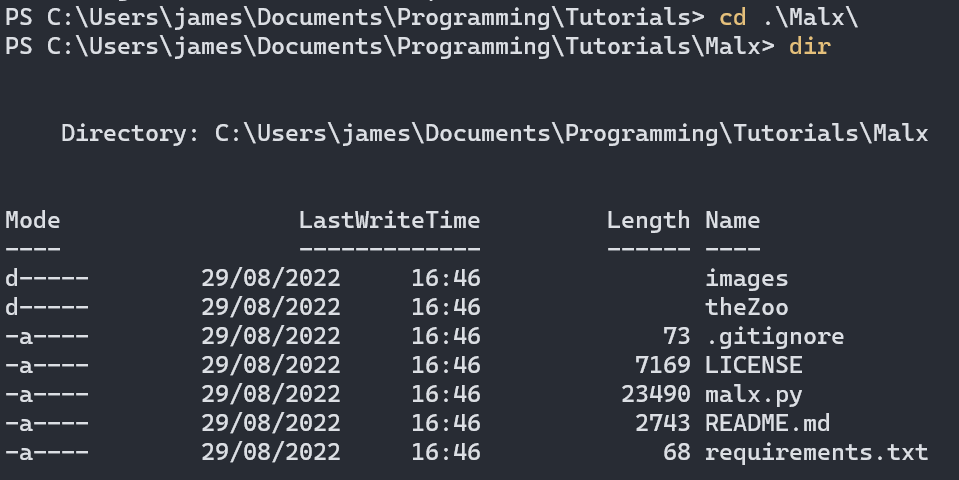 PS C:\Users\james\Documents\Programming\Tutorials> cd .\Malx\
PS C:\Users\james\Documents\Programming\Tutorials\Malx> dir
Directory: C:\Users\james\Documents\Programming\Tutorials\Malx
Mode LastWriteTime Length Name
---- ------------- ------ ----
d----- 29/08/2022 16:46 images
d----- 29/08/2022 16:46 theZoo
-a---- 29/08/2022 16:46 73 .gitignore
-a---- 29/08/2022 16:46 7169 LICENSE
-a---- 29/08/2022 16:46 23490 malx.py
-a---- 29/08/2022 16:46 2743 README.md
-a---- 29/08/2022 16:46 68 requirements.txt